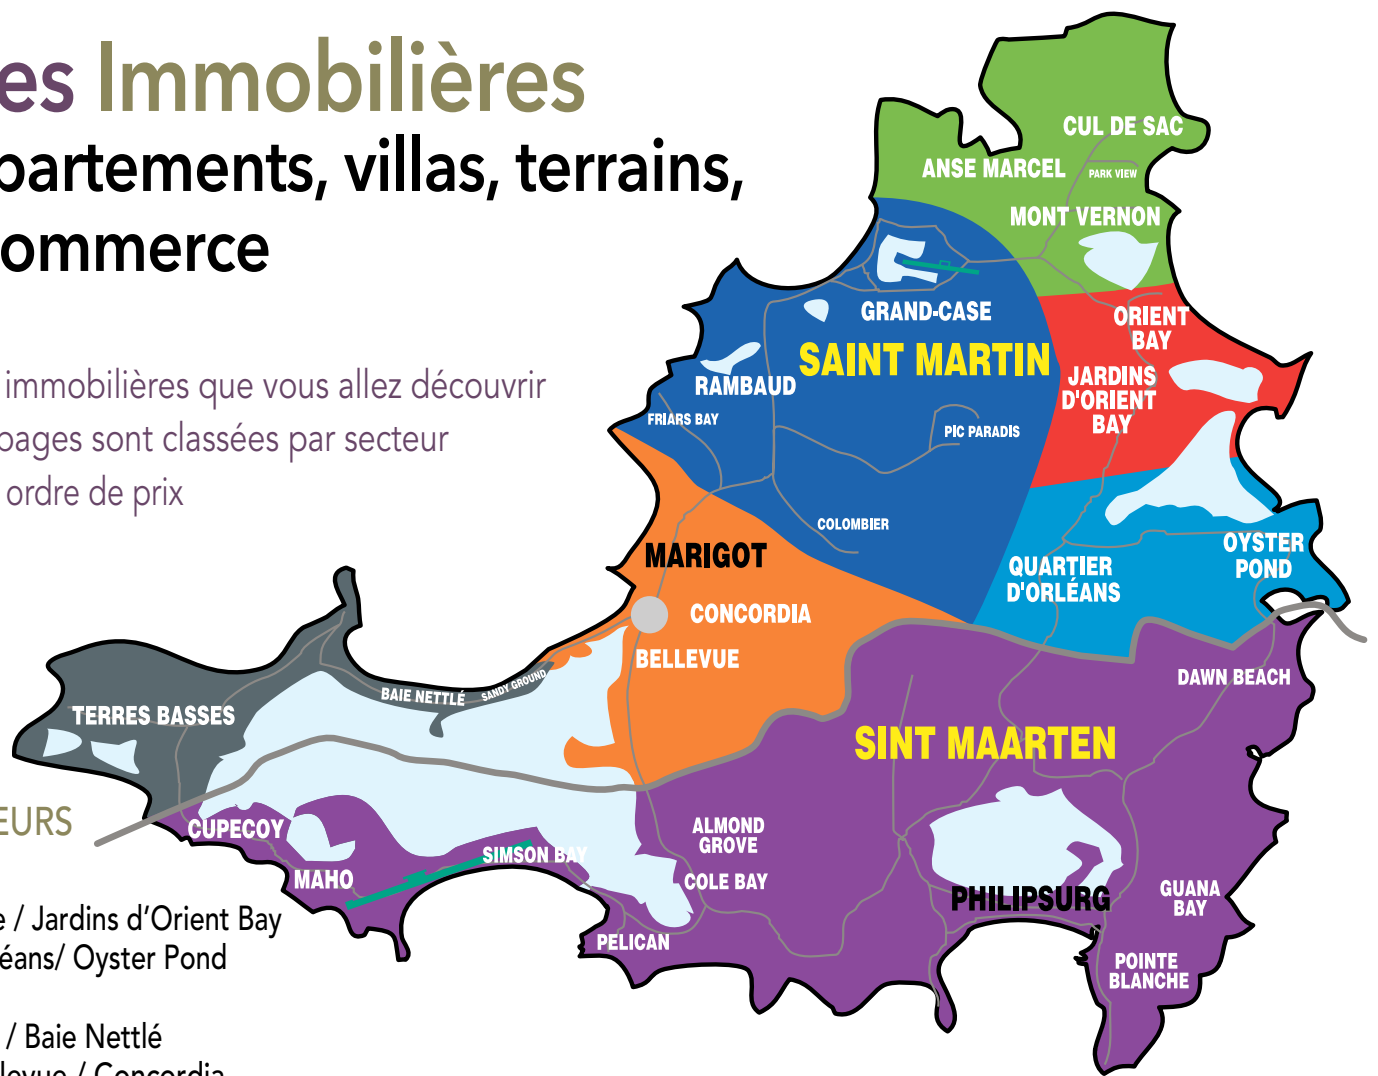 es Immobilières
partements, villas, terrains,
ommerce
immobilières que vous allez découvrir
pages sont classées par secteur
ordre de prix
CUL DE SAC
ANSE MARCEL
PARK VIEW
MONT VERNON
GRAND-CASE
ORIENT
BAY
SAINT MARTIN
RAMBAUD
JARDINS
D'ORIENT
BAY
FRIARS BAY
PIC PARADIS
COLOMBIER
MARIGOT
OYSTER
POND
QUARTIER
D'ORLÉANS
CONCORDIA
BELLEVUE
BAIE NETTLÉ
SANDY GROUND
DAWN BEACH
TERRES BASSES
SINT MAARTEN
CUPECOY
ALMOND
GROVE
SIMSON BAY
MAHO
COLE BAY
PHILIPSURG
GUANA
BAY
PELICAN
POINTE
BLANCHE
EURS
e / Jardins d’Orient Bay
éans/ Oyster Pond
/ Baie Nettlé
levue / Concordia